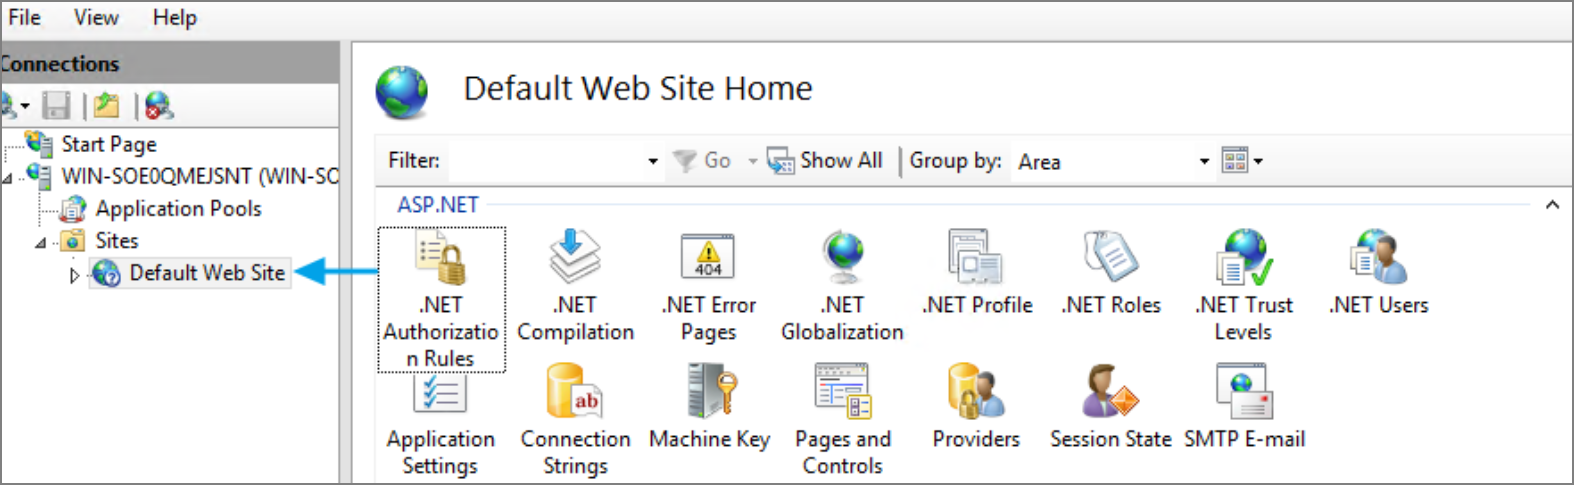 File View Help
Connections
Start Page
WIN-SOE0QMEJSNT (WIN-SO
Application Pools
Sites
Default Web Site
Default Web Site Home
Filter: Go Show All Group by: Area
ASP.NET
.NET Authorizatio n Rules
.NET Compilation
404
.NET Error Pages
.NET Globalization
.NET Profile
.NET Roles
.NET Trust Levels
.NET Users
Application Settings
ab
Connection Strings
Machine Key
Pages and Controls
Providers
Session State
SMTP E-mail